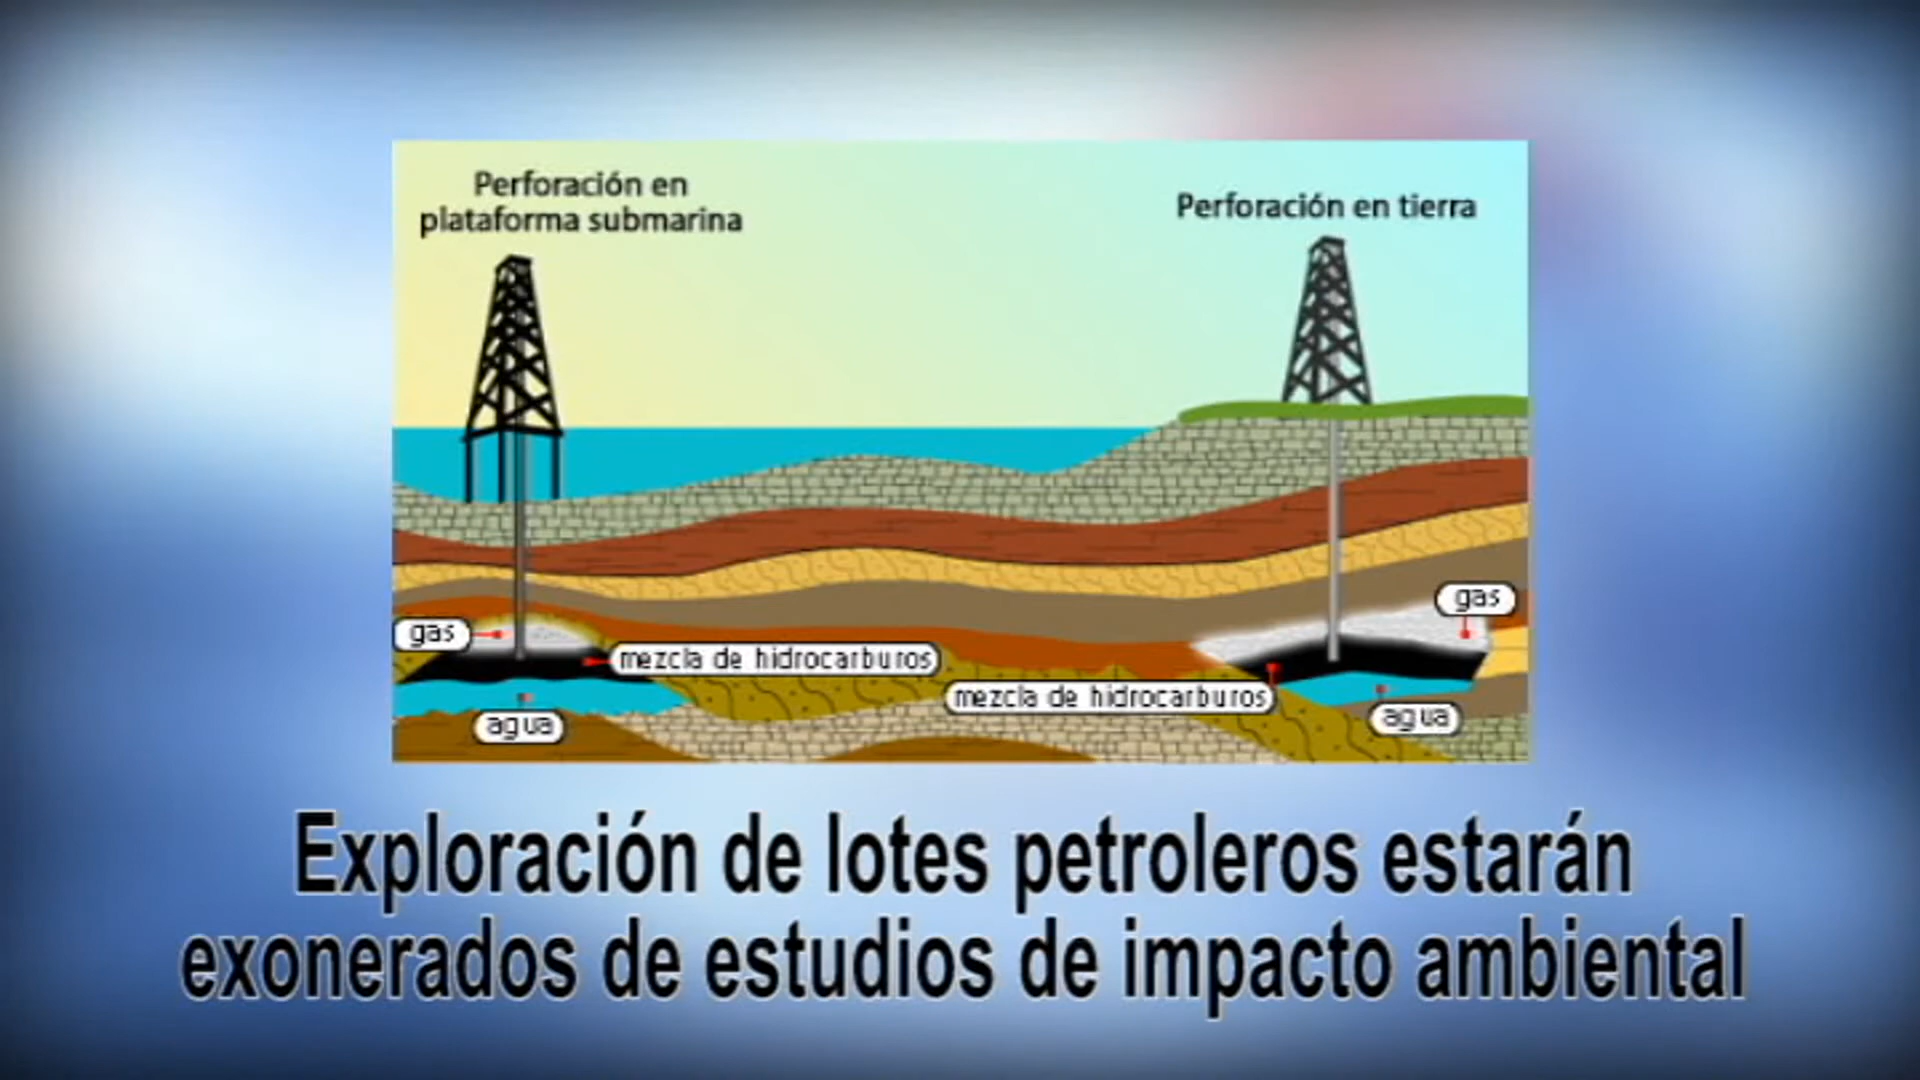 Perforación en
plataforma submarina
Perforación en tierra
gas
gas
mezcla de hidrocarburos
mezcla de hidrocarburos
agua
agua
Exploración de lotes petroleros estarán
exonerados de estudios de impacto ambiental